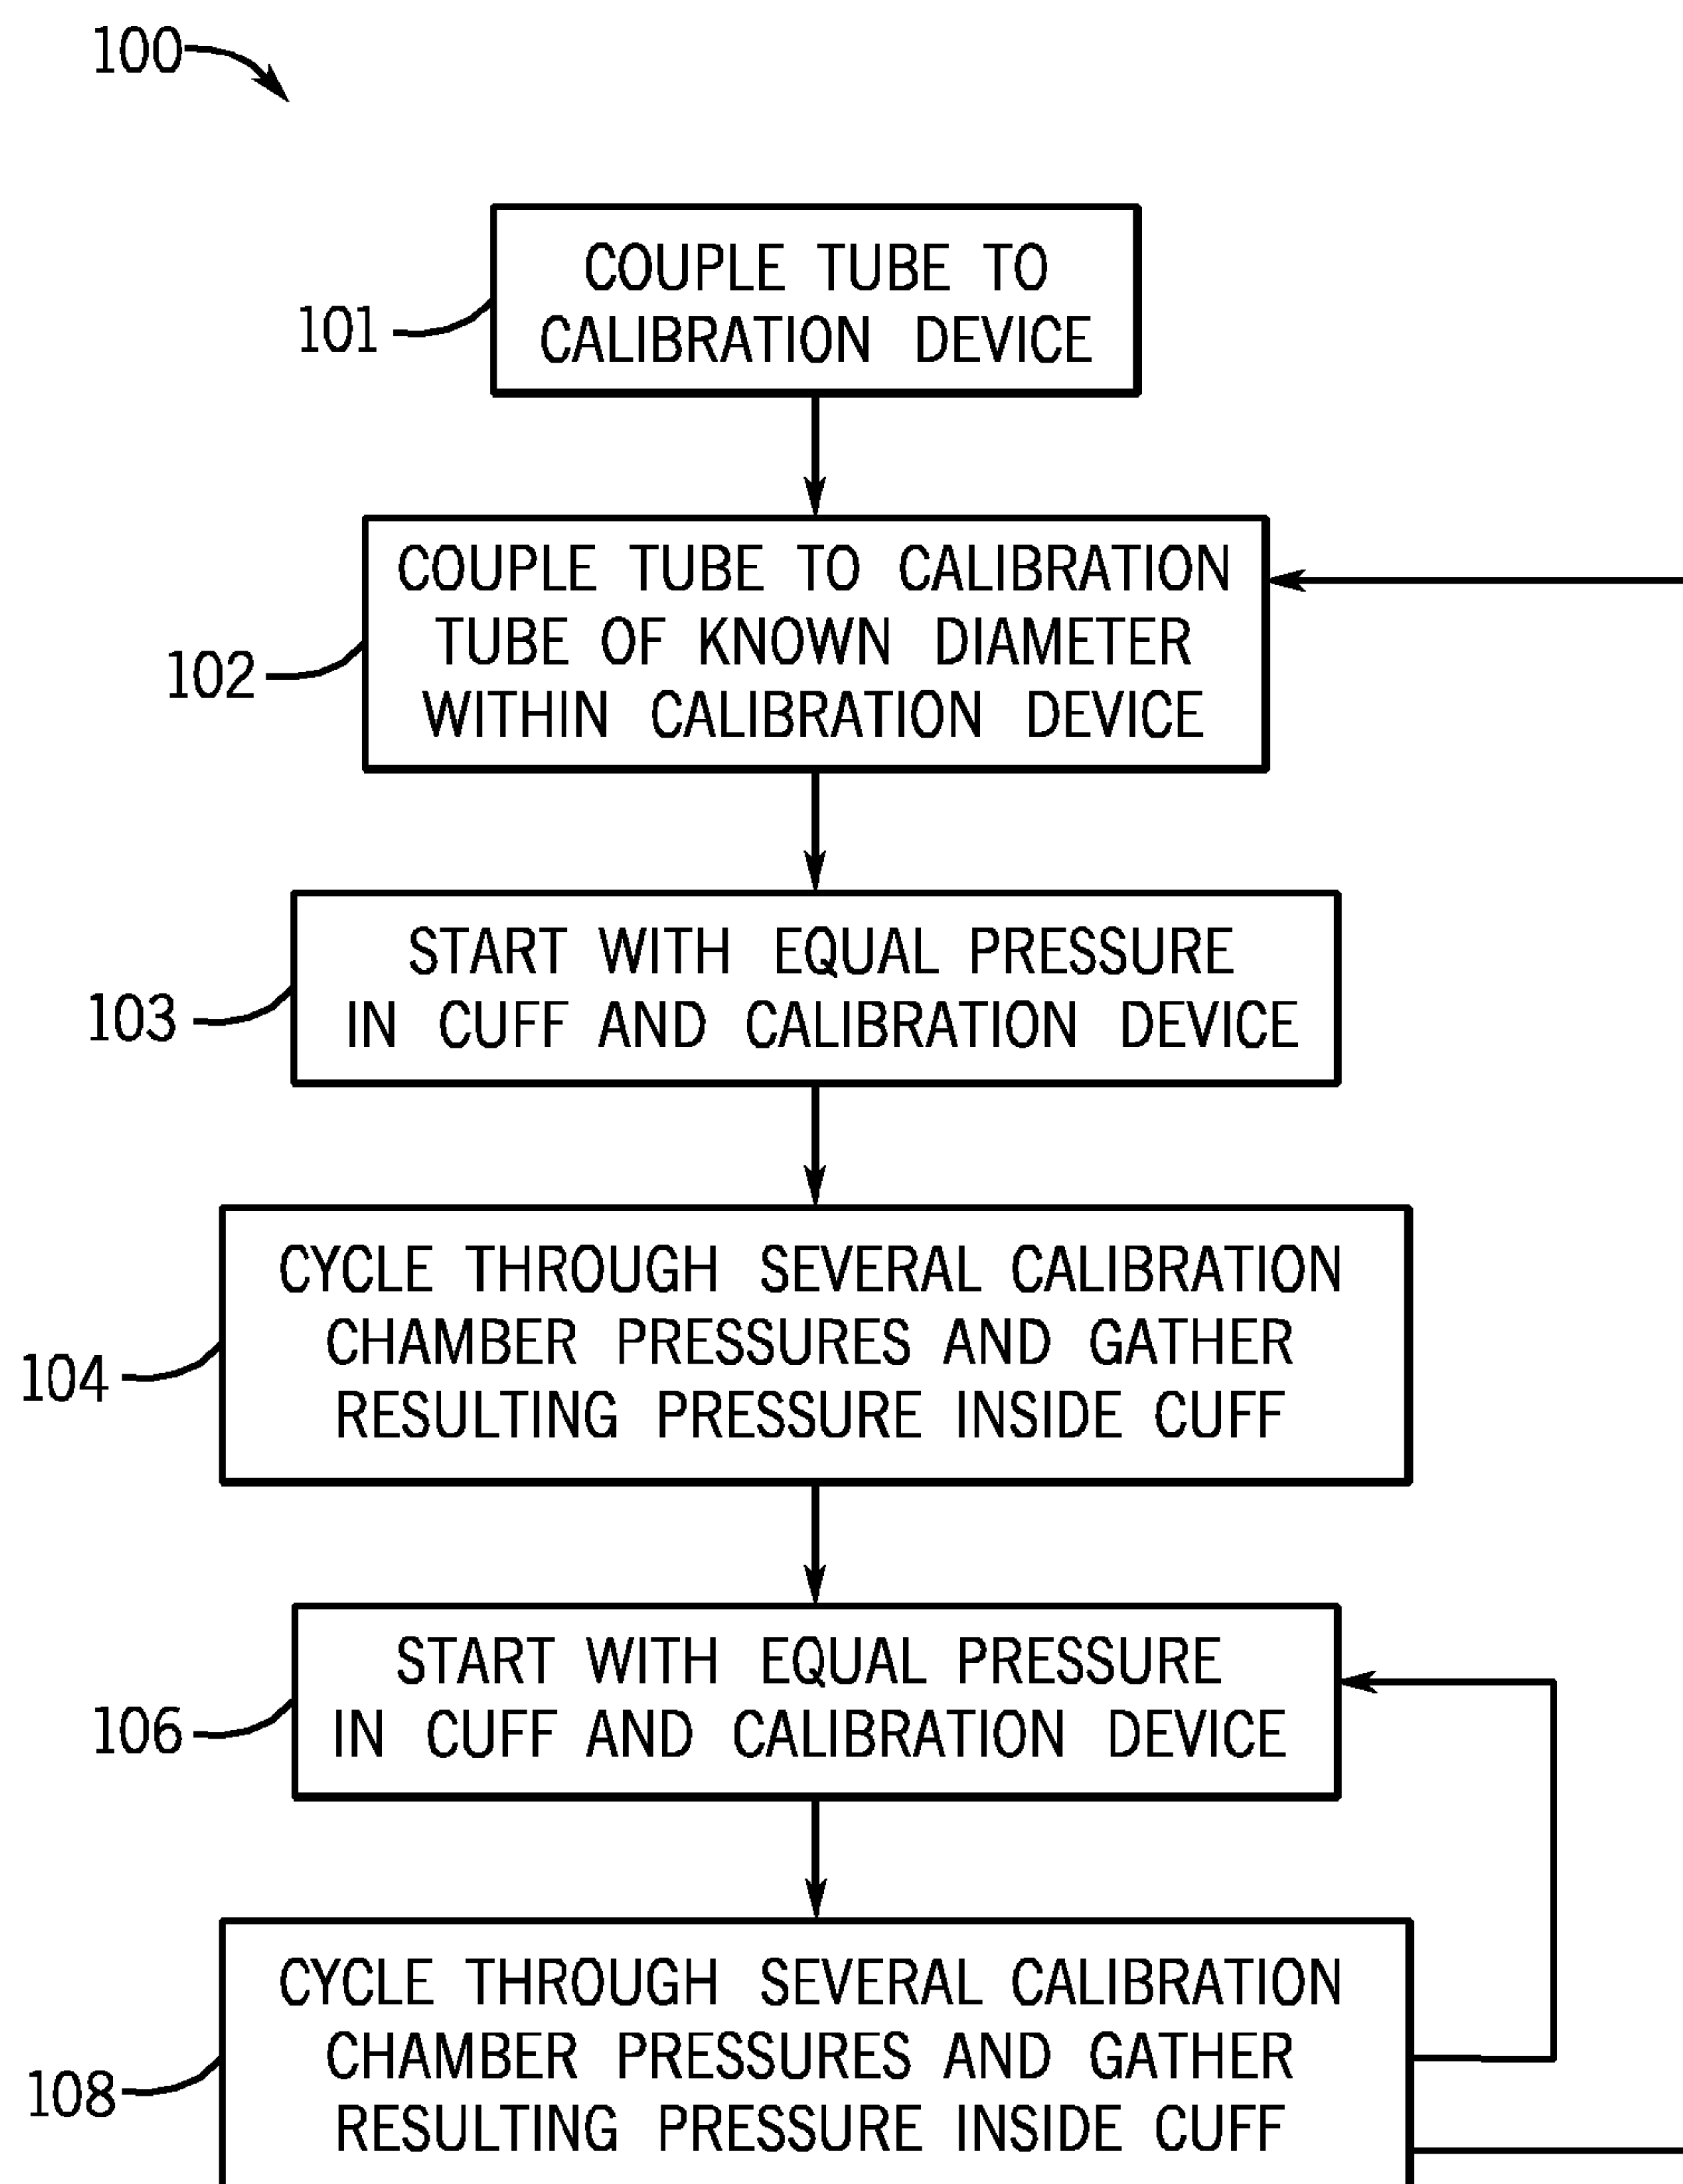 100
COUPLE TUBE TO
CALIBRATION DEVICE
101
COUPLE TUBE TO CALIBRATION
TUBE OF KNOWN DIAMETER
WITHIN CALIBRATION DEVICE
102
START WITH EQUAL PRESSURE
IN CUFF AND CALIBRATION DEVICE
103
CYCLE THROUGH SEVERAL CALIBRATION
CHAMBER PRESSURES AND GATHER
RESULTING PRESSURE INSIDE CUFF
104
START WITH EQUAL PRESSURE
IN CUFF AND CALIBRATION DEVICE
106
CYCLE THROUGH SEVERAL CALIBRATION
CHAMBER PRESSURES AND GATHER
RESULTING PRESSURE INSIDE CUFF
108